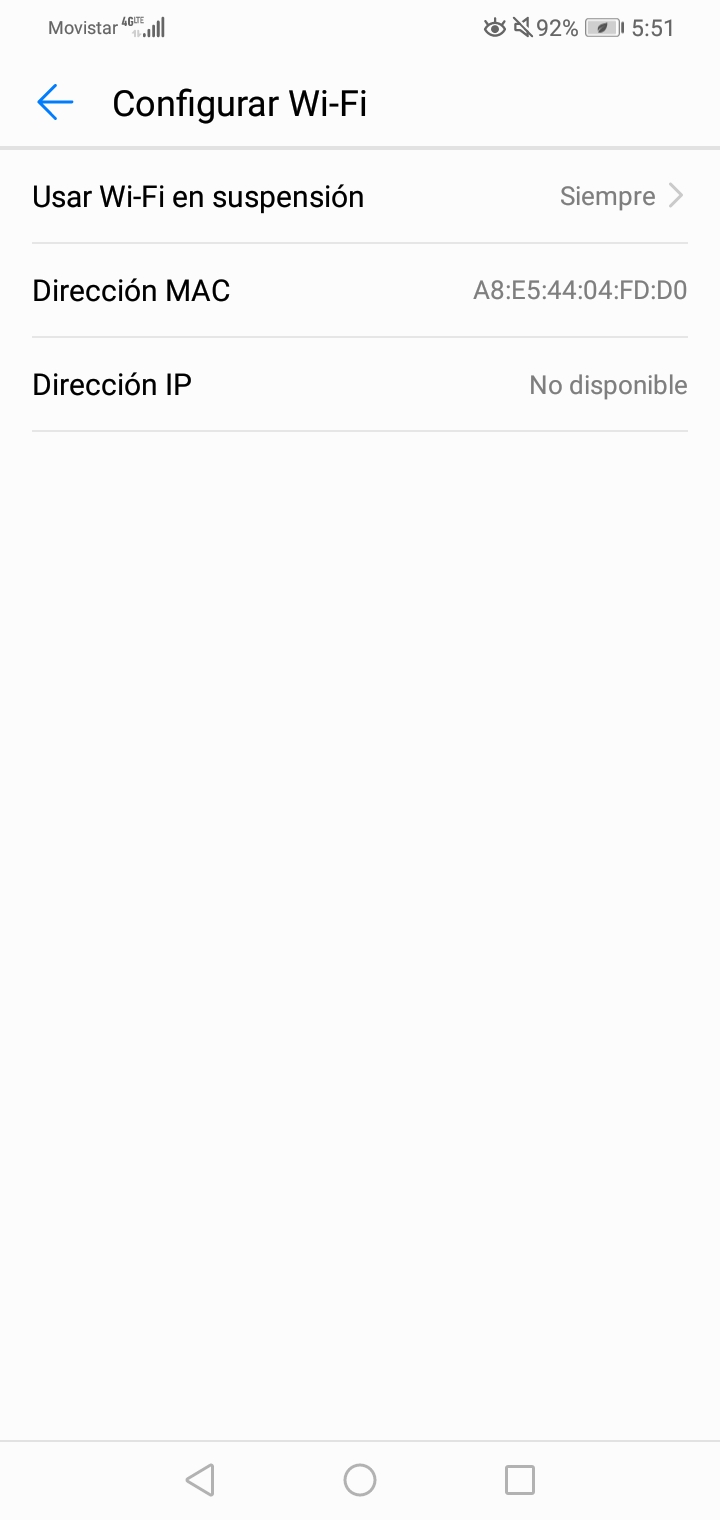 Movistar 4G LTE 92% 5:51
Configurar Wi-Fi
Usar Wi-Fi en suspensión Siempre
Dirección MAC A8:E5:44:04:FD:D0
Dirección IP No disponible